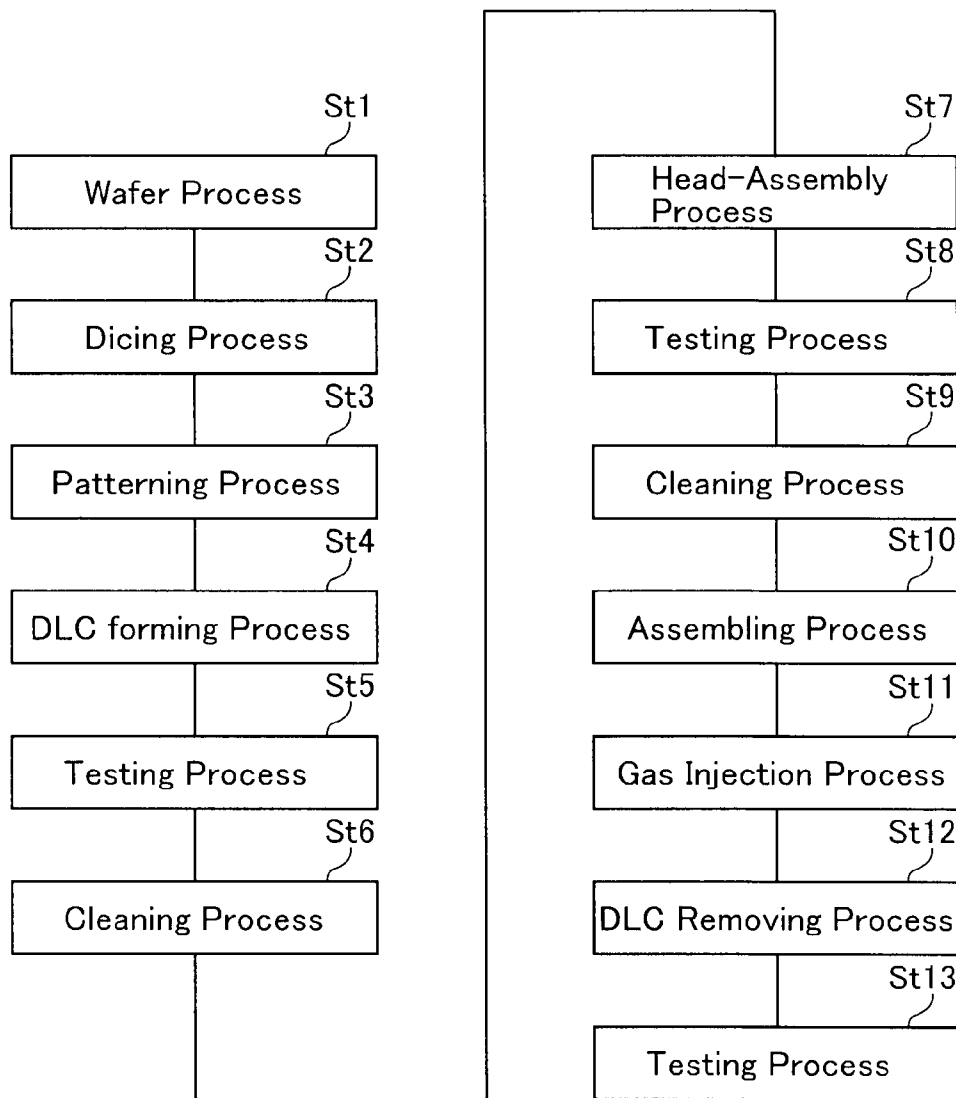 St1
Wafer Process
St2
Dicing Process
St3
Patterning Process
St4
DLC forming Process
St5
Testing Process
St6
Cleaning Process
St7
Head-Assembly
Process
St8
Testing Process
St9
Cleaning Process
St10
Assembling Process
St11
Gas Injection Process
St12
DLC Removing Process
St13
Testing Process